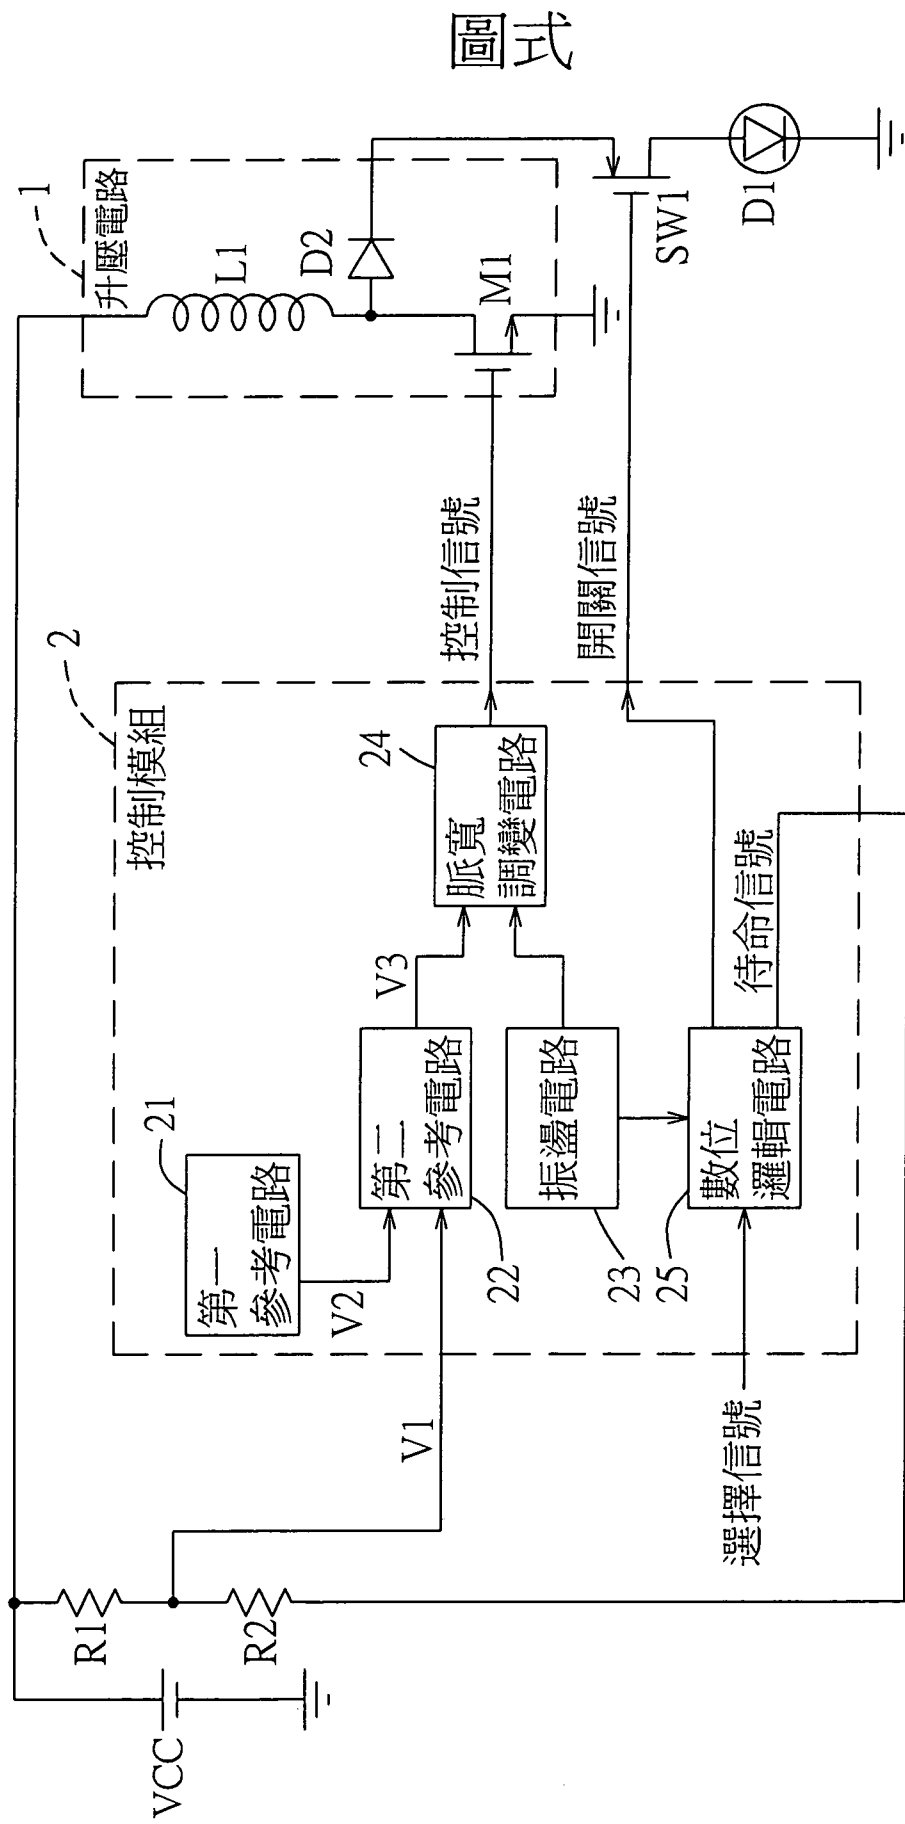 圖式
1
升壓電路
L1
D2
M1
SW1
D1
2
控制模組
控制信號
開關信號
24
脈寬
調變電路
V3
待命信號
21
第一
參考電路
第二
參考電路
振盪電路
數位
邏輯電路
V2
22
23
25
V1
選擇信號
R1
R2
VCC